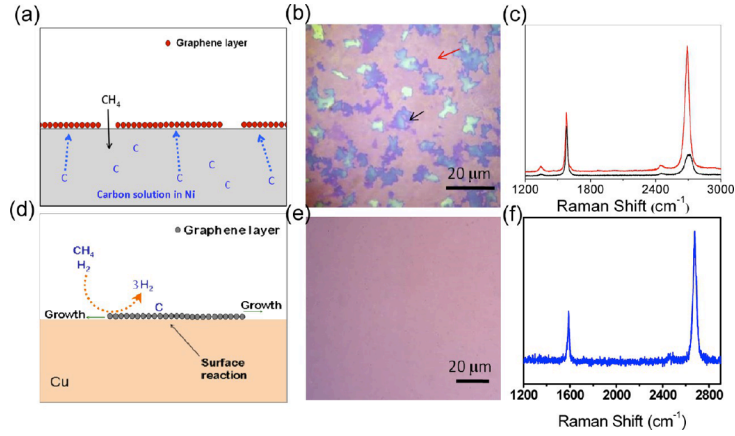 (a)
Graphene layer
CH4
C
C
C
C
C
C
C
Carbon solution in Ni
(b)
20 μm
(c)
1200 1800 2400 3000
Raman Shift (cm-1)
(d)
Graphene layer
CH4
H2
3H2
C
Growth
Growth
Surface
reaction
Cu
(e)
20 μm
(f)
1200 1600 2000 2400 2800
Raman Shift (cm-1)